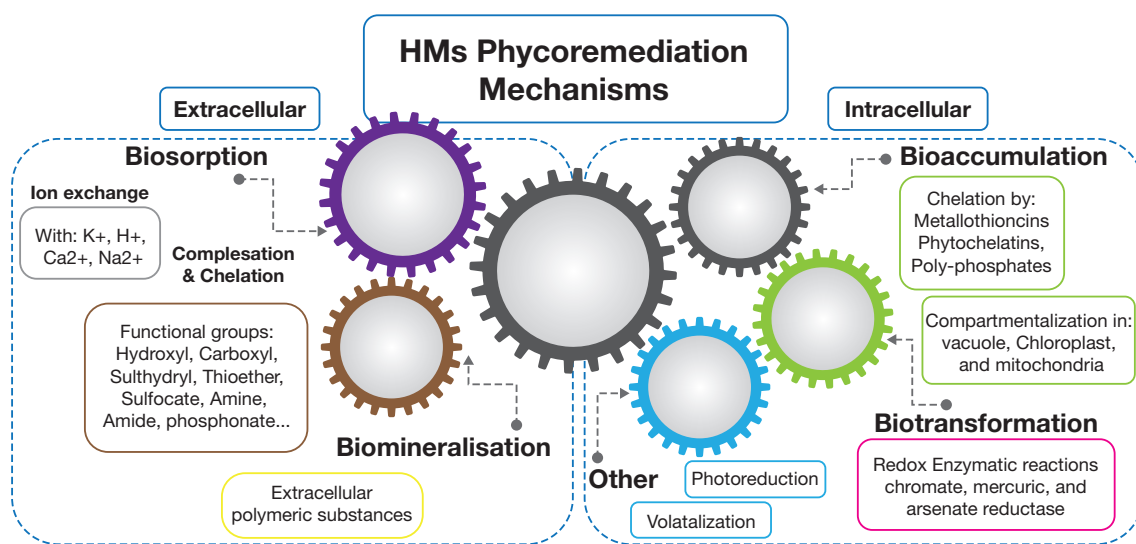 HMs Phycoremediation
Mechanisms
Extracellular
Intracellular
Biosorption
Ion exchange
With: K+, H+,
Ca2+, Na2+
Complesation
& Chelation
Functional groups:
Hydroxyl, Carboxyl,
Sulthydryl, Thioether,
Sulfocate, Amine,
Amide, phosphonate...
Biomineralisation
Extracellular
polymeric substances
Bioaccumulation
Chelation by:
Metallothioncins
Phytochelatins,
Poly-phosphates
Compartmentalization in:
vacuole, Chloroplast,
and mitochondria
Biotransformation
Redox Enzymatic reactions
chromate, mercuric, and
arsenate reductase
Other
Photoreduction
Volatalization